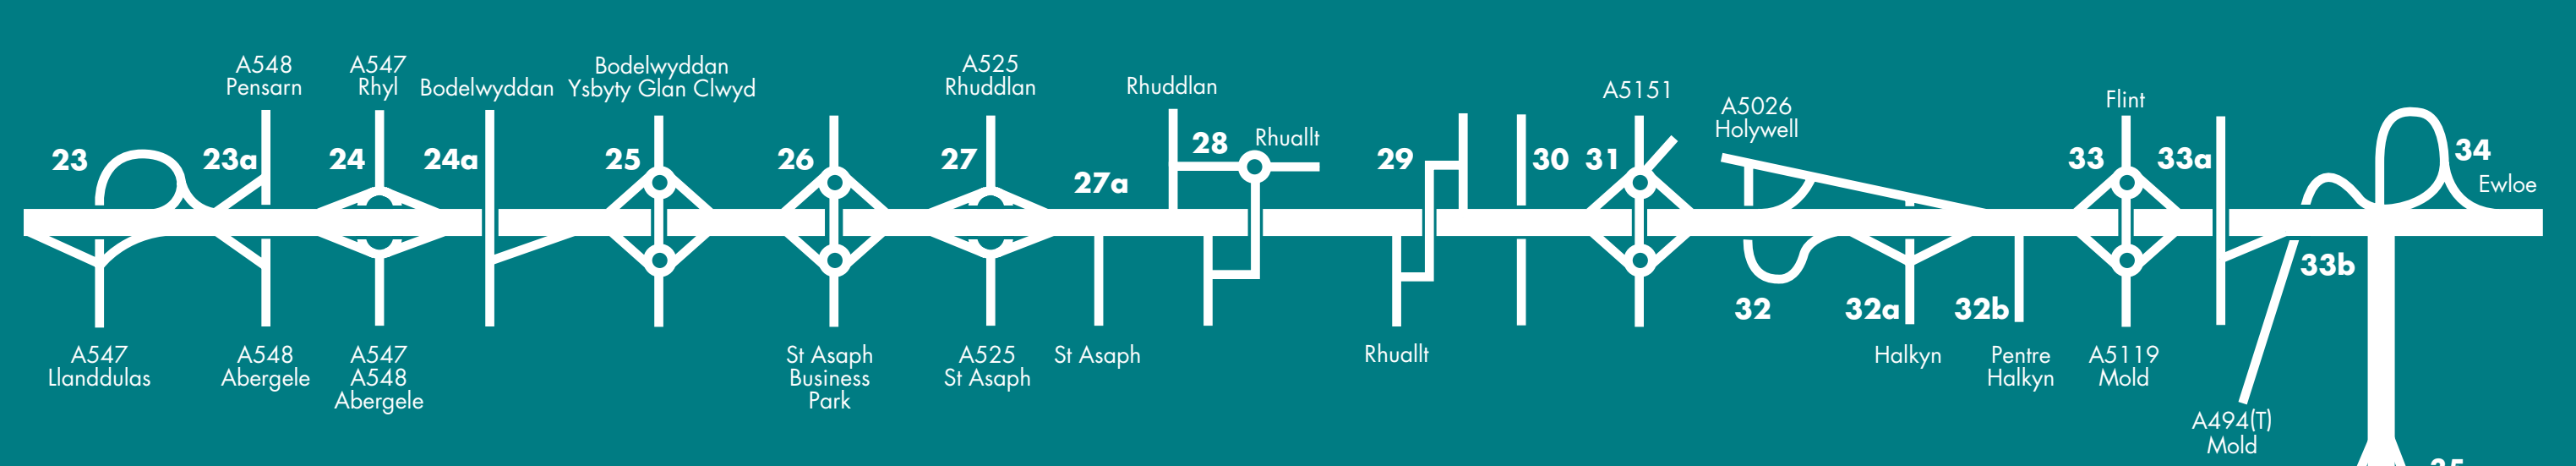 A548
Pensarn
A547
Rhyl
Bodelwyddan
Bodelwyddan
Ysbyty Glan Clwyd
A525
Rhuddlan
Rhuddlan
Rhuallt
A5151
A5026
Holywell
Flint
Ewloe
23
23a
24
24a
25
26
27
27a
28
29
30
31
32
32a
32b
33
33a
33b
34
A547
Llanddulas
A548
Abergele
A547
A548
Abergele
St Asaph
Business
Park
A525
St Asaph
St Asaph
Rhuallt
Halkyn
Pentre
Halkyn
A5119
Mold
A494(T)
Mold